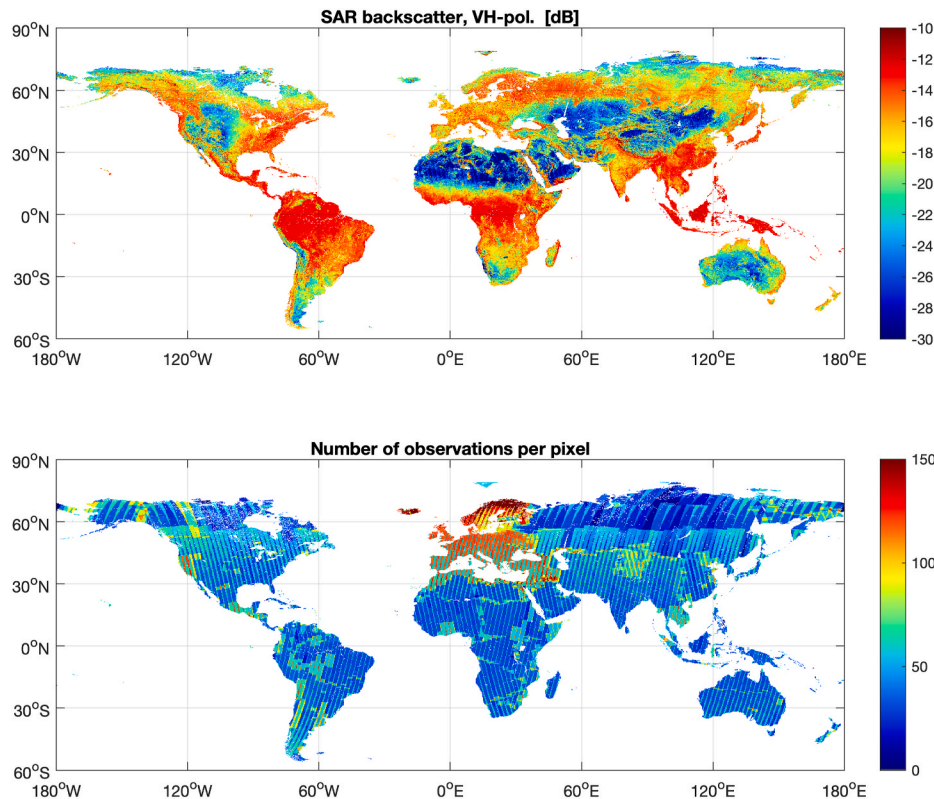 SAR backscatter, VH-pol. [dB]
90°N
60°N
30°N
0°N
30°S
60°S
180°W
120°W
60°W
0°E
60°E
120°E
180°E
-10
-12
-14
-16
-18
-20
-22
-24
-26
-28
-30
Number of observations per pixel
90°N
60°N
30°N
0°N
30°S
60°S
180°W
120°W
60°W
0°E
60°E
120°E
180°E
150
100
50
0